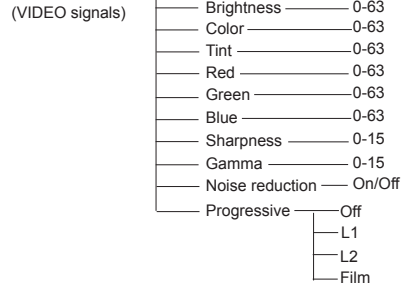 (VIDEO signals)
Brightness 0-63
Color 0-63
Tint 0-63
Red 0-63
Green 0-63
Blue 0-63
Sharpness 0-15
Gamma 0-15
Noise reduction On/Off
Progressive Off
L1
L2
Film